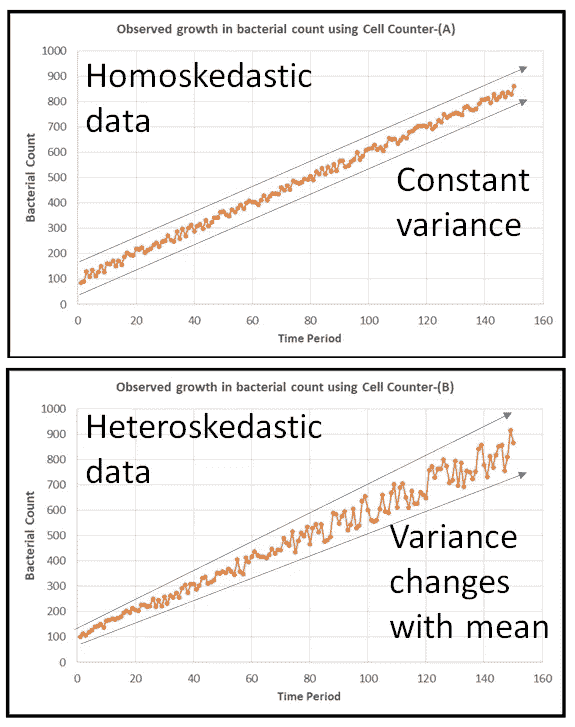 Observed growth in bacterial count using Cell Counter-(A)
1000
900
800
700
600
500
400
300
200
100
0
Bacterial Count
Homoskedastic
data
Constant
variance
0 20 40 60 80 100 120 140 160
Time Period
Observed growth in bacterial count using Cell Counter-(B)
1000
900
800
700
600
500
400
300
200
100
0
Bacterial Count
Heteroskedastic
data
Variance
changes
with mean
0 20 40 60 80 100 120 140 160
Time Period